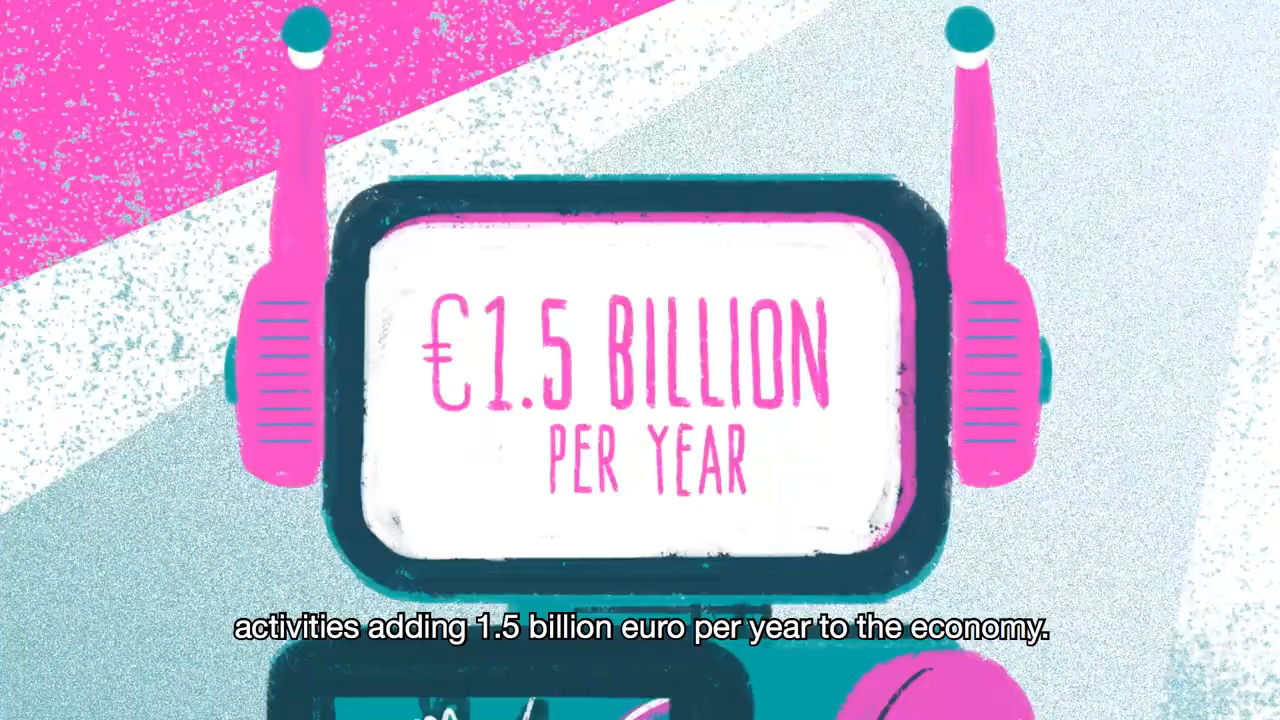 €1.5 BILLION
PER YEAR
activities adding 1.5 billion euro per year to the economy.